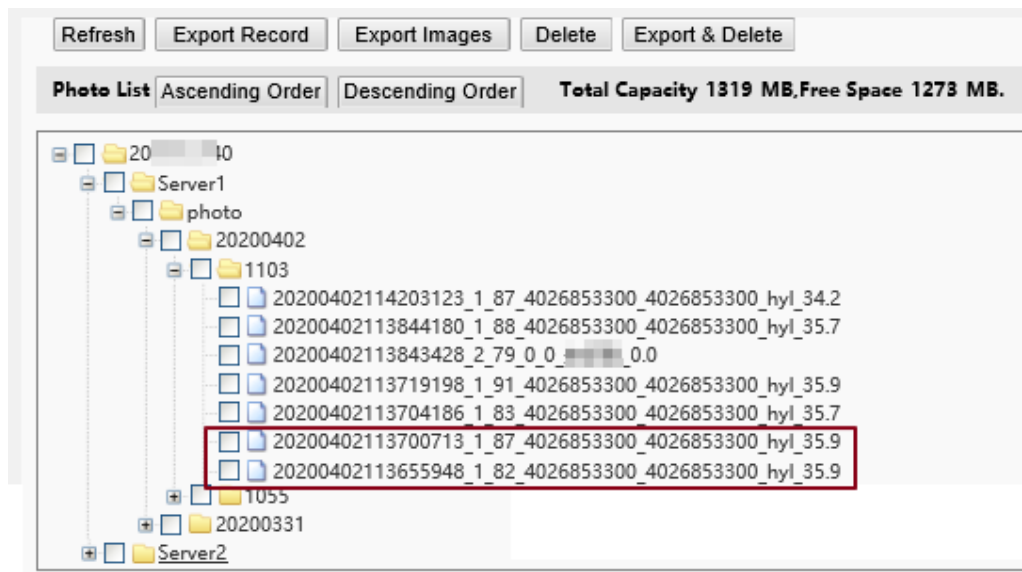 Refresh Export Record Export Images Delete Export & Delete
Photo List Ascending Order Descending Order Total Capacity 1319 MB,Free Space 1273 MB.
20 40
Server1
photo
20200402
1103
20200402114203123_1_87_4026853300_4026853300_hyl_34.2
20200402113844180_1_88_4026853300_4026853300_hyl_35.7
20200402113843428_2_79_0_0_ _0.0
20200402113719198_1_91_4026853300_4026853300_hyl_35.9
20200402113704186_1_83_4026853300_4026853300_hyl_35.7
20200402113700713_1_87_4026853300_4026853300_hyl_35.9
20200402113655948_1_82_4026853300_4026853300_hyl_35.9
1055
20200331
Server2